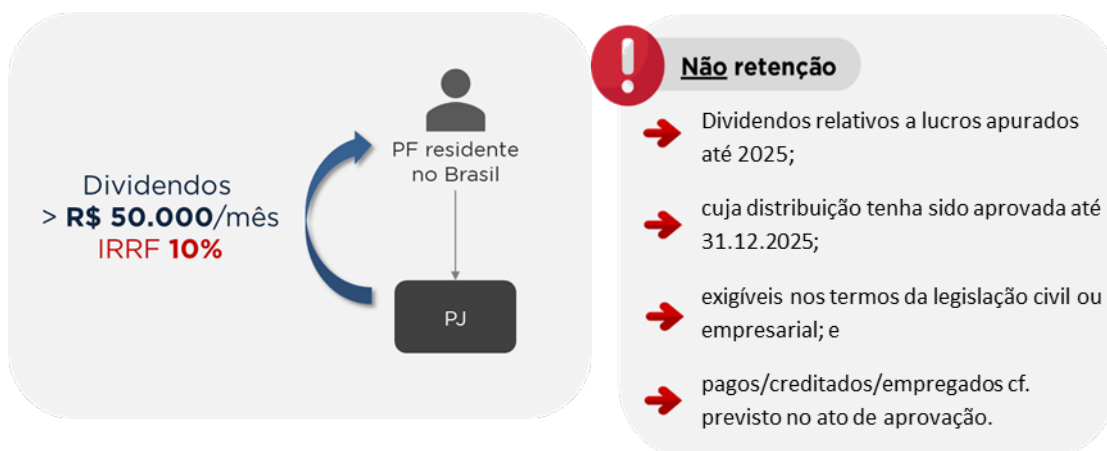 Dividendos
> R$ 50.000/mês
IRRF 10%
PF residente
no Brasil
PJ
Não retenção
Dividendos relativos a lucros apurados
até 2025;
cuja distribuição tenha sido aprovada até
31.12.2025;
exigíveis nos termos da legislação civil ou
empresarial; e
pagos/creditados/empregados cf.
previsto no ato de aprovação.